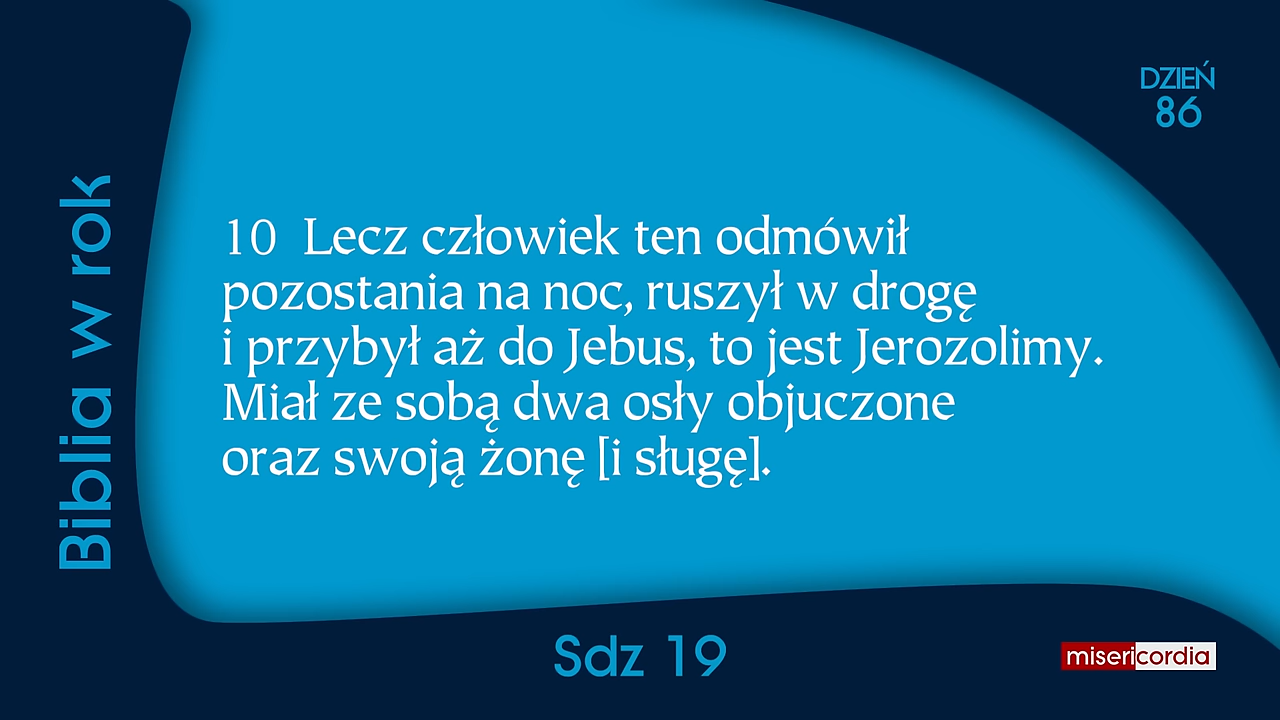 Biblia w rok
DZIEŃ
86
10 Lecz człowiek ten odmówił
pozostania na noc, ruszył w drogę
i przybył aż do Jebus, to jest Jerozolimy.
Miał ze sobą dwa osły objuczone
oraz swoją żonę [i sługę].
Sdz 19
misericordia